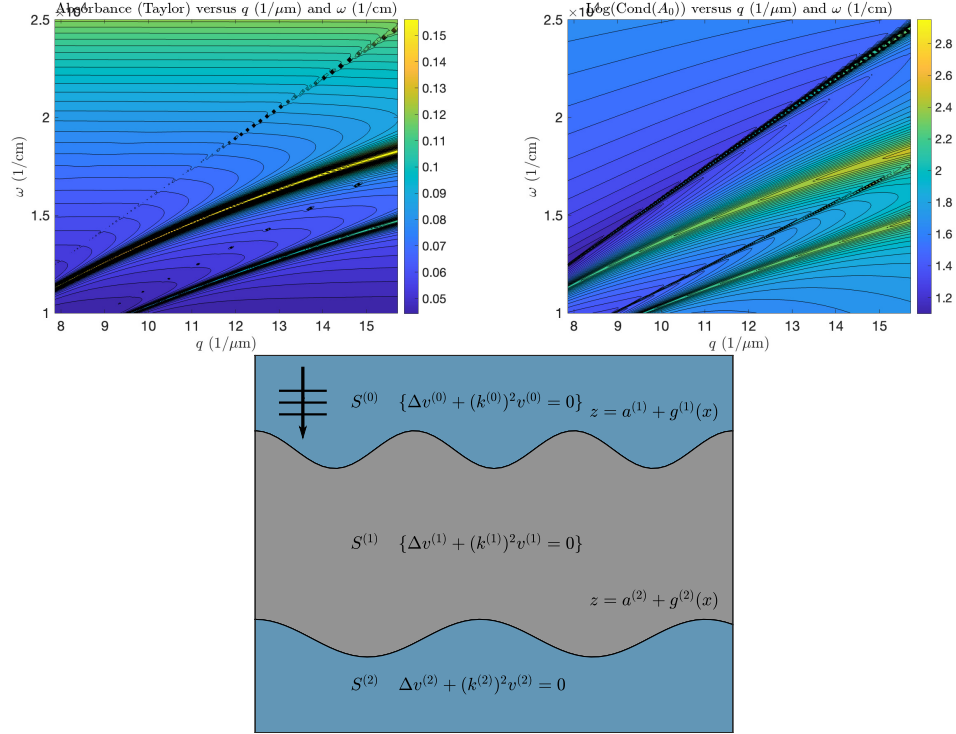 Absorbance (Taylor) versus q (1/μm) and ω (1/cm)
2.5
2
1.5
1
ω (1/cm)
8 9 10 11 12 13 14 15
q (1/μm)
0.15
0.14
0.13
0.12
0.11
0.1
0.09
0.08
0.07
0.06
0.05
Log(Cond(A₀)) versus q (1/μm) and ω (1/cm)
2.5
2
1.5
1
ω (1/cm)
8 9 10 11 12 13 14 15
q (1/μm)
2.8
2.6
2.4
2.2
2
1.8
1.6
1.4
1.2
S⁽⁰⁾ {Δv⁽⁰⁾ + (k⁽⁰⁾)²v⁽⁰⁾ = 0}
z = a⁽¹⁾ + g⁽¹⁾(x)
S⁽¹⁾ {Δv⁽¹⁾ + (k⁽¹⁾)²v⁽¹⁾ = 0}
z = a⁽²⁾ + g⁽²⁾(x)
S⁽²⁾ Δv⁽²⁾ + (k⁽²⁾)²v⁽²⁾ = 0